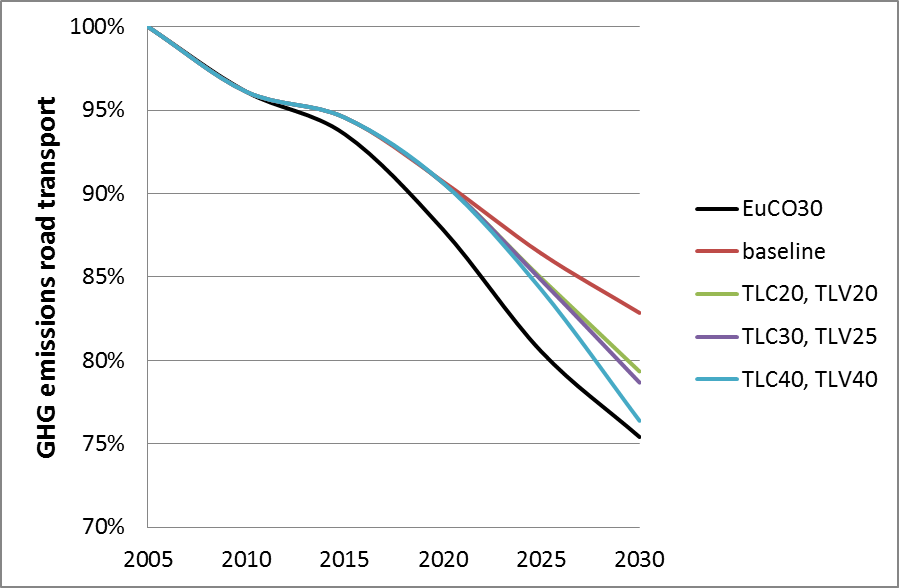 GHG emissions road transport
100%
95%
90%
85%
80%
75%
70%
2005 2010 2015 2020 2025 2030
EuCO30
baseline
TLC20, TLV20
TLC30, TLV25
TLC40, TLV40